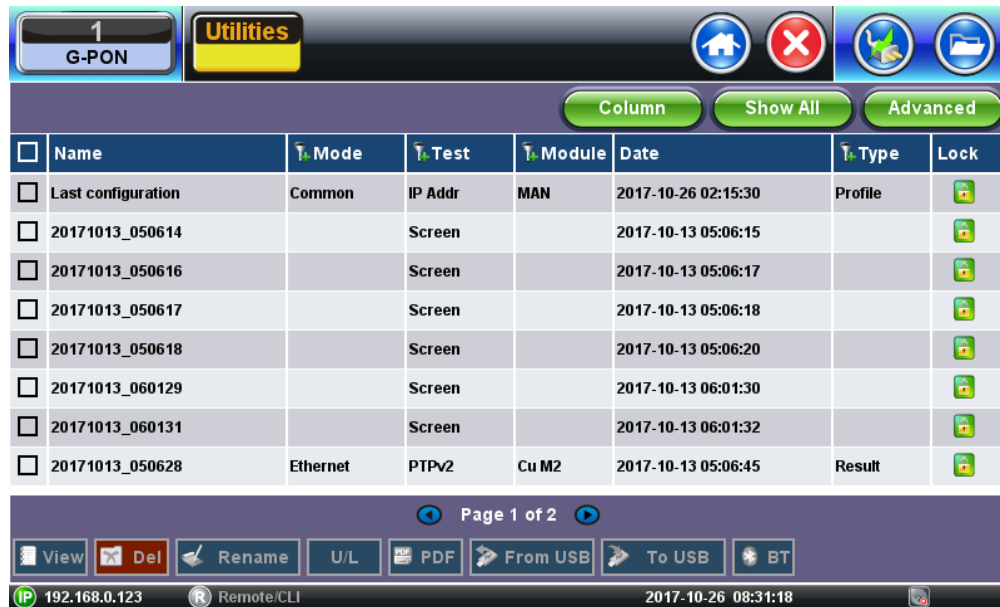 1
G-PON
Utilities
Column Show All Advanced
Name Mode Test Module Date Type Lock
Last configuration Common IP Addr MAN 2017-10-26 02:15:30 Profile
20171013_050614 Screen 2017-10-13 05:06:15
20171013_050616 Screen 2017-10-13 05:06:17
20171013_050617 Screen 2017-10-13 05:06:18
20171013_050618 Screen 2017-10-13 05:06:20
20171013_060129 Screen 2017-10-13 06:01:30
20171013_060131 Screen 2017-10-13 06:01:32
20171013_050628 Ethernet PTPv2 Cu M2 2017-10-13 05:06:45 Result
Page 1 of 2
View Del Rename U/L PDF From USB To USB BT
IP 192.168.0.123 R Remote/CLI 2017-10-26 08:31:18